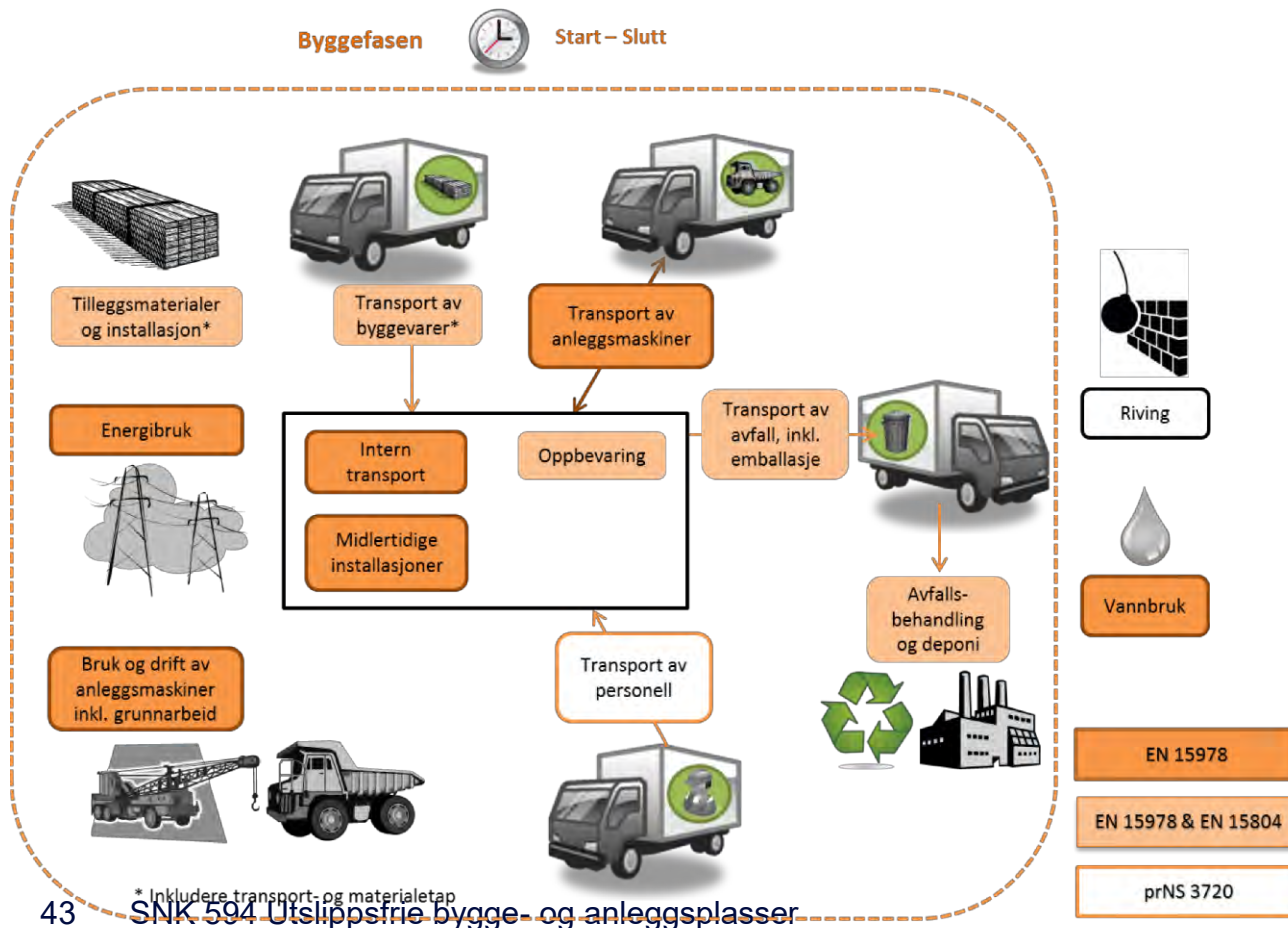 Byggefasen
Start – Slutt
Tilleggsmaterialer
og installasjon*
Transport av
byggevarer*
Transport av
anleggsmaskiner
Energibruk
Intern
transport
Oppbevaring
Midlertidige
installasjoner
Transport av
avfall, inkl.
emballasje
Riving
Vannbruk
Avfalls-
behandling
og deponi
Bruk og drift av
anleggsmaskiner
inkl. grunnarbeid
Transport av
personell
EN 15978
EN 15978 & EN 15804
prNS 3720
* Inkludere transport- og materialetap
43 SNK 594 Utslippsfrie bygge- og anleggsplasser